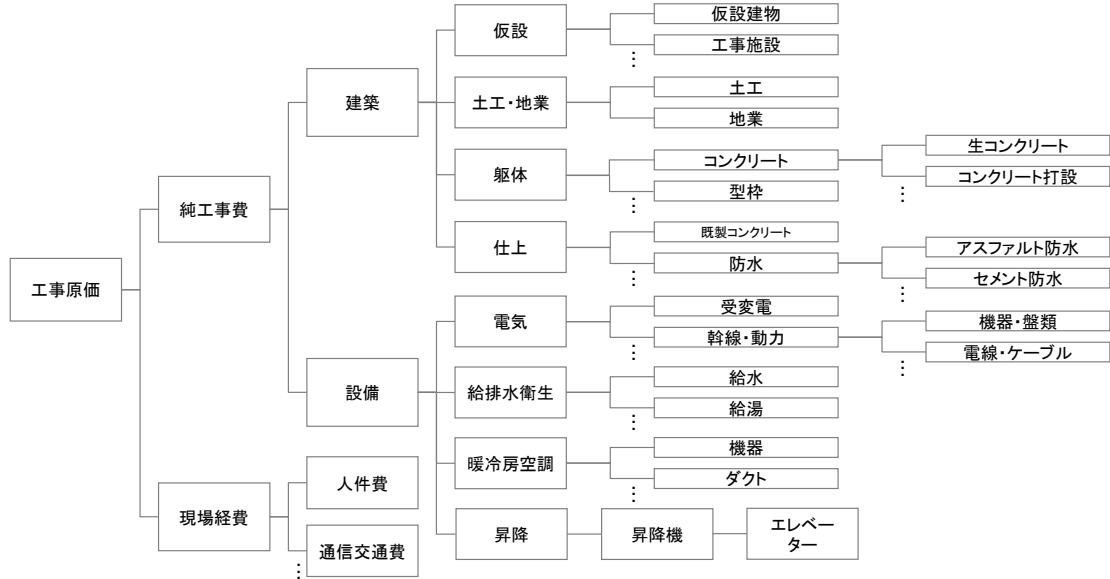 工事原価
純工事費
建築
仮設
仮設建物
工事施設
⋮
土工・地業
土工
地業
躯体
コンクリート
生コンクリート
コンクリート打設
⋮
型枠
⋮
仕上
既製コンクリート
防水
アスファルト防水
セメント防水
⋮
⋮
設備
電気
受変電
幹線・動力
機器・盤類
電線・ケーブル
⋮
⋮
給排水衛生
給水
給湯
⋮
暖冷房空調
機器
ダクト
⋮
昇降
昇降機
エレベー
ター
現場経費
人件費
通信交通費
⋮